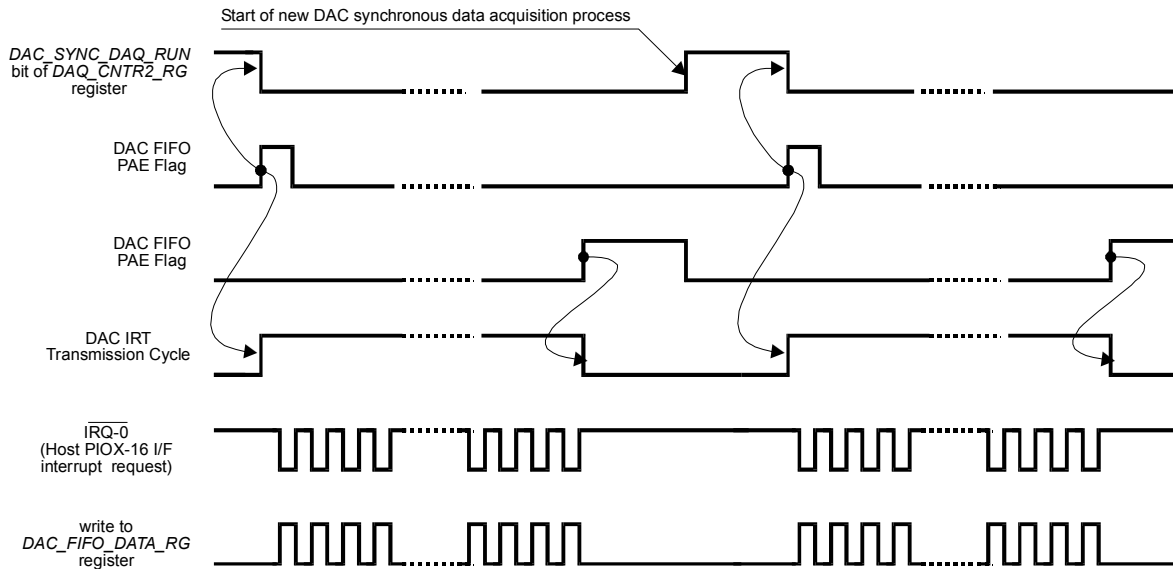 Start of new DAC synchronous data acquisition process
DAC_SYNC_DAQ_RUN
bit of DAQ_CNTR2_RG
register
DAC FIFO
PAE Flag
DAC FIFO
PAE Flag
DAC IRT
Transmission Cycle
IRQ-0
(Host PIOX-16 I/F
interrupt request)
write to
DAC_FIFO_DATA_RG
register